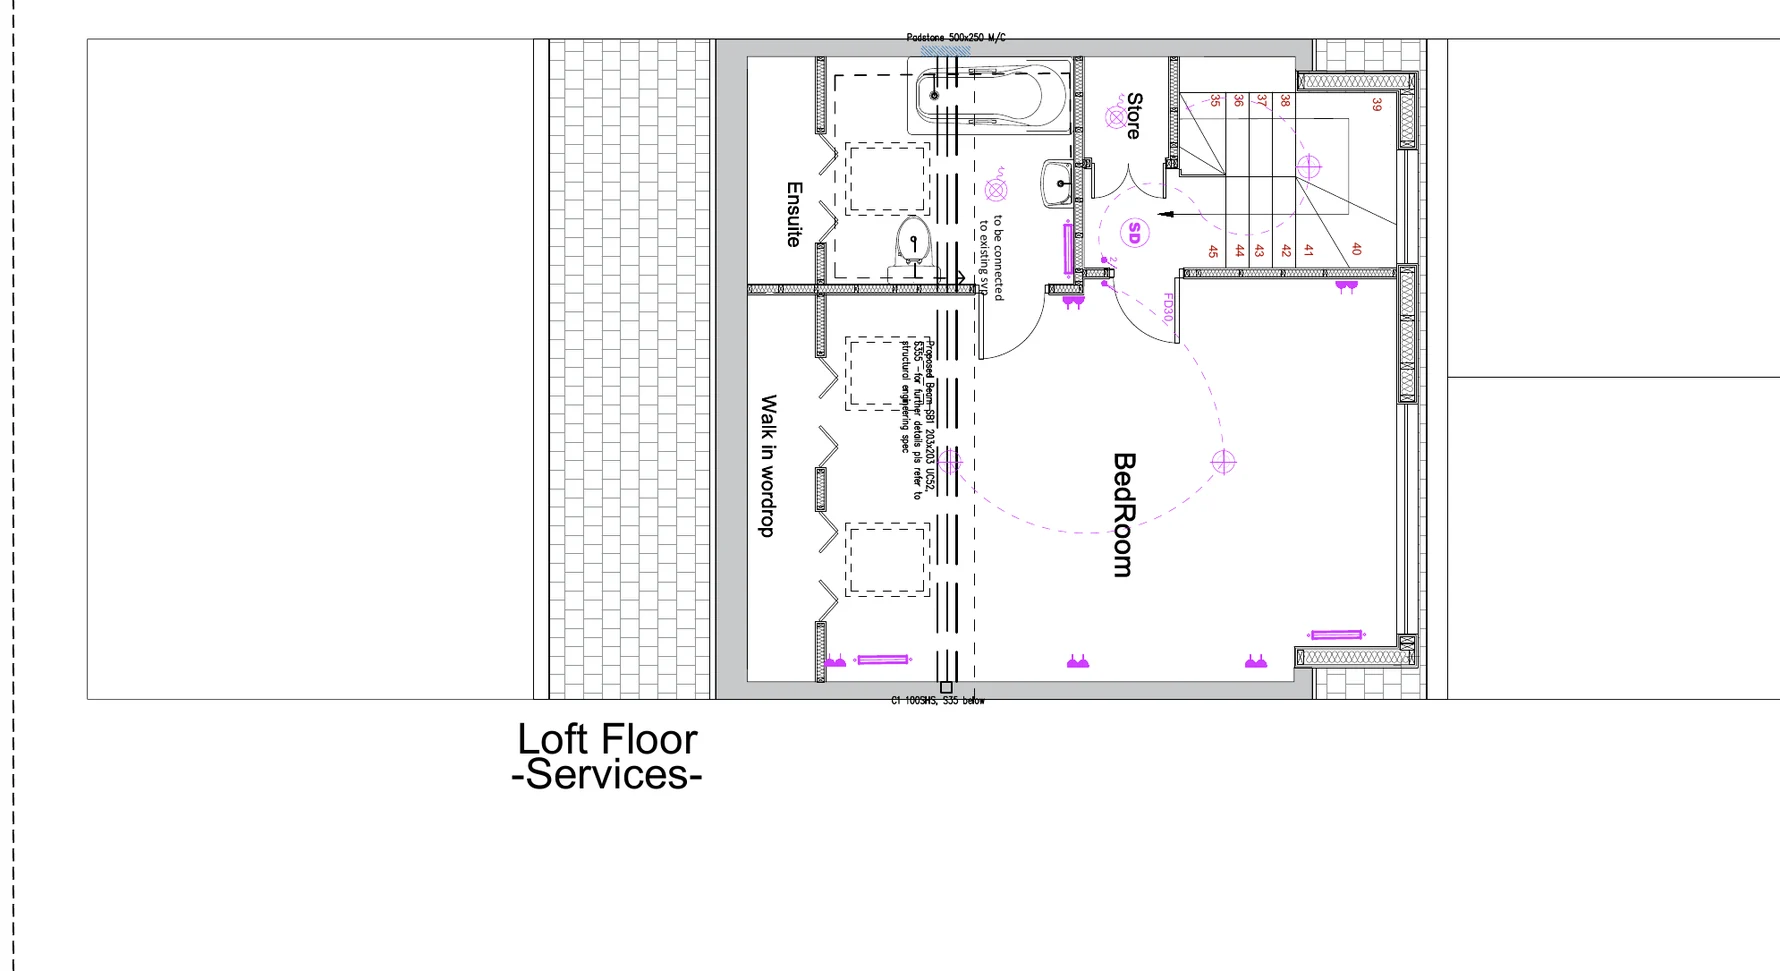 Padstone 500x250 M/C
Store
35
36
37
38
39
Ensuite
to be connected
to existing svp
SD
2
45
44
43
42
41
40
FD30
Proposed Beam SB1 203x203 UC52,
S355 -for further details pls refer to
structural engineering spec
Walk in wordrop
BedRoom
C1 100SHS, S35 below
Loft Floor
-Services-